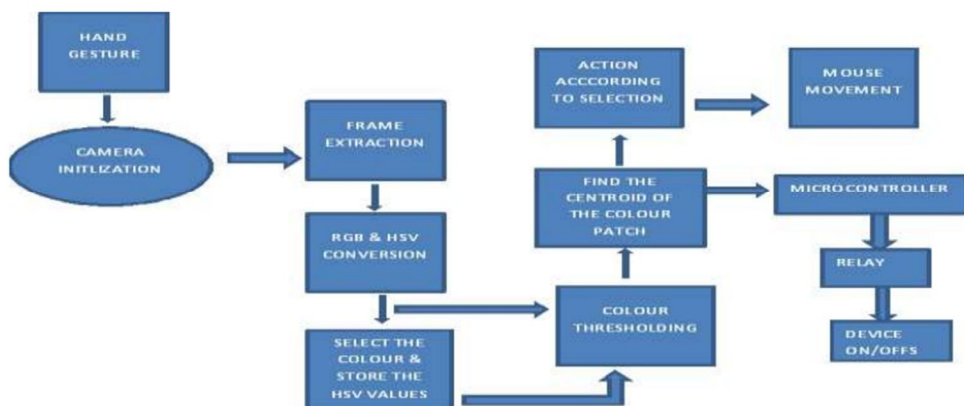 HAND
GESTURE
CAMERA
INITLIZATION
FRAME
EXTRACTION
RGB & HSV
CONVERSION
SELECT THE
COLOUR &
STORE THE
HSV VALUES
COLOUR
THRESHOLDING
FIND THE
CENTROID OF
THE COLOUR
PATCH
ACTION
ACCCORDING
TO SELECTION
MOUSE
MOVEMENT
MICROCONTROLLER
RELAY
DEVICE
ON/OFFS